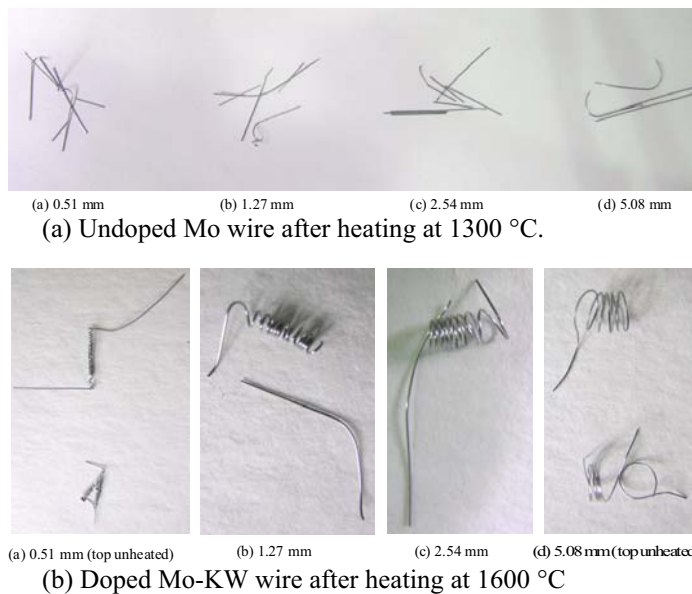 (a) 0.51 mm (b) 1.27 mm (c) 2.54 mm (d) 5.08 mm
(a) Undoped Mo wire after heating at 1300 °C.
(a) 0.51 mm (top unheated) (b) 1.27 mm (c) 2.54 mm (d) 5.08 mm (top unheated
(b) Doped Mo-KW wire after heating at 1600 °C